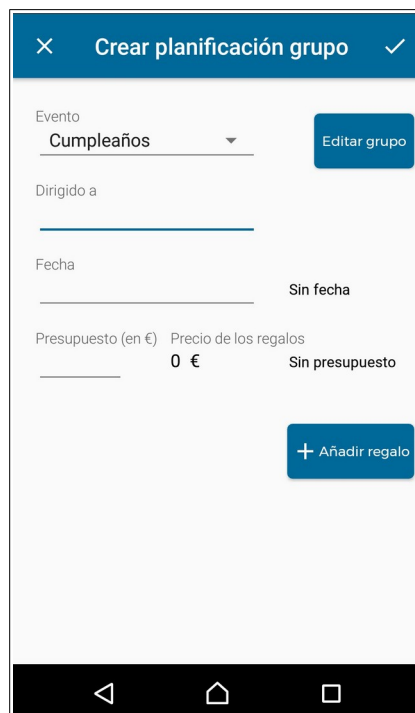 Crear planificación grupo
Evento
Cumpleaños
Editar grupo
Dirigido a
Fecha
Sin fecha
Presupuesto (en €) Precio de los regalos
0 € Sin presupuesto
+ Añadir regalo